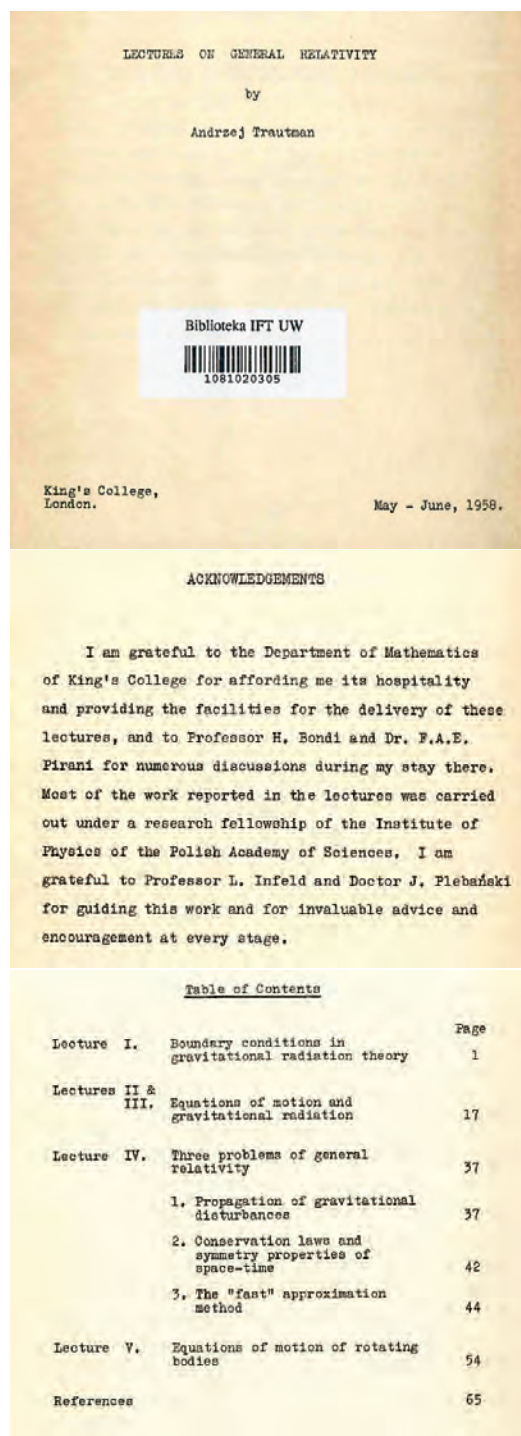 LECTURES ON GENERAL RELATIVITY
by
Andrzej Trautman
Biblioteka IFT UW
1081020305
King's College,
London.
May - June, 1958.
ACKNOWLEDGEMENTS
I am grateful to the Department of Mathematics
of King's College for affording me its hospitality
and providing the facilities for the delivery of these
lectures, and to Professor H. Bondi and Dr. F.A.E.
Pirani for numerous discussions during my stay there.
Most of the work reported in the lectures was carried
out under a research fellowship of the Institute of
Physics of the Polish Academy of Sciences. I am
grateful to Professor L. Infeld and Doctor J. Plebański
for guiding this work and for invaluable advice and
encouragement at every stage.
Table of Contents
Page
Lecture I. Boundary conditions in
gravitational radiation theory 1
Lectures II &
III. Equations of motion and
gravitational radiation 17
Lecture IV. Three problems of general
relativity 37
1. Propagation of gravitational
disturbances 37
2. Conservation laws and
symmetry properties of
space-time 42
3. The "fast" approximation
method 44
Lecture V. Equations of motion of rotating
bodies 54
References 65